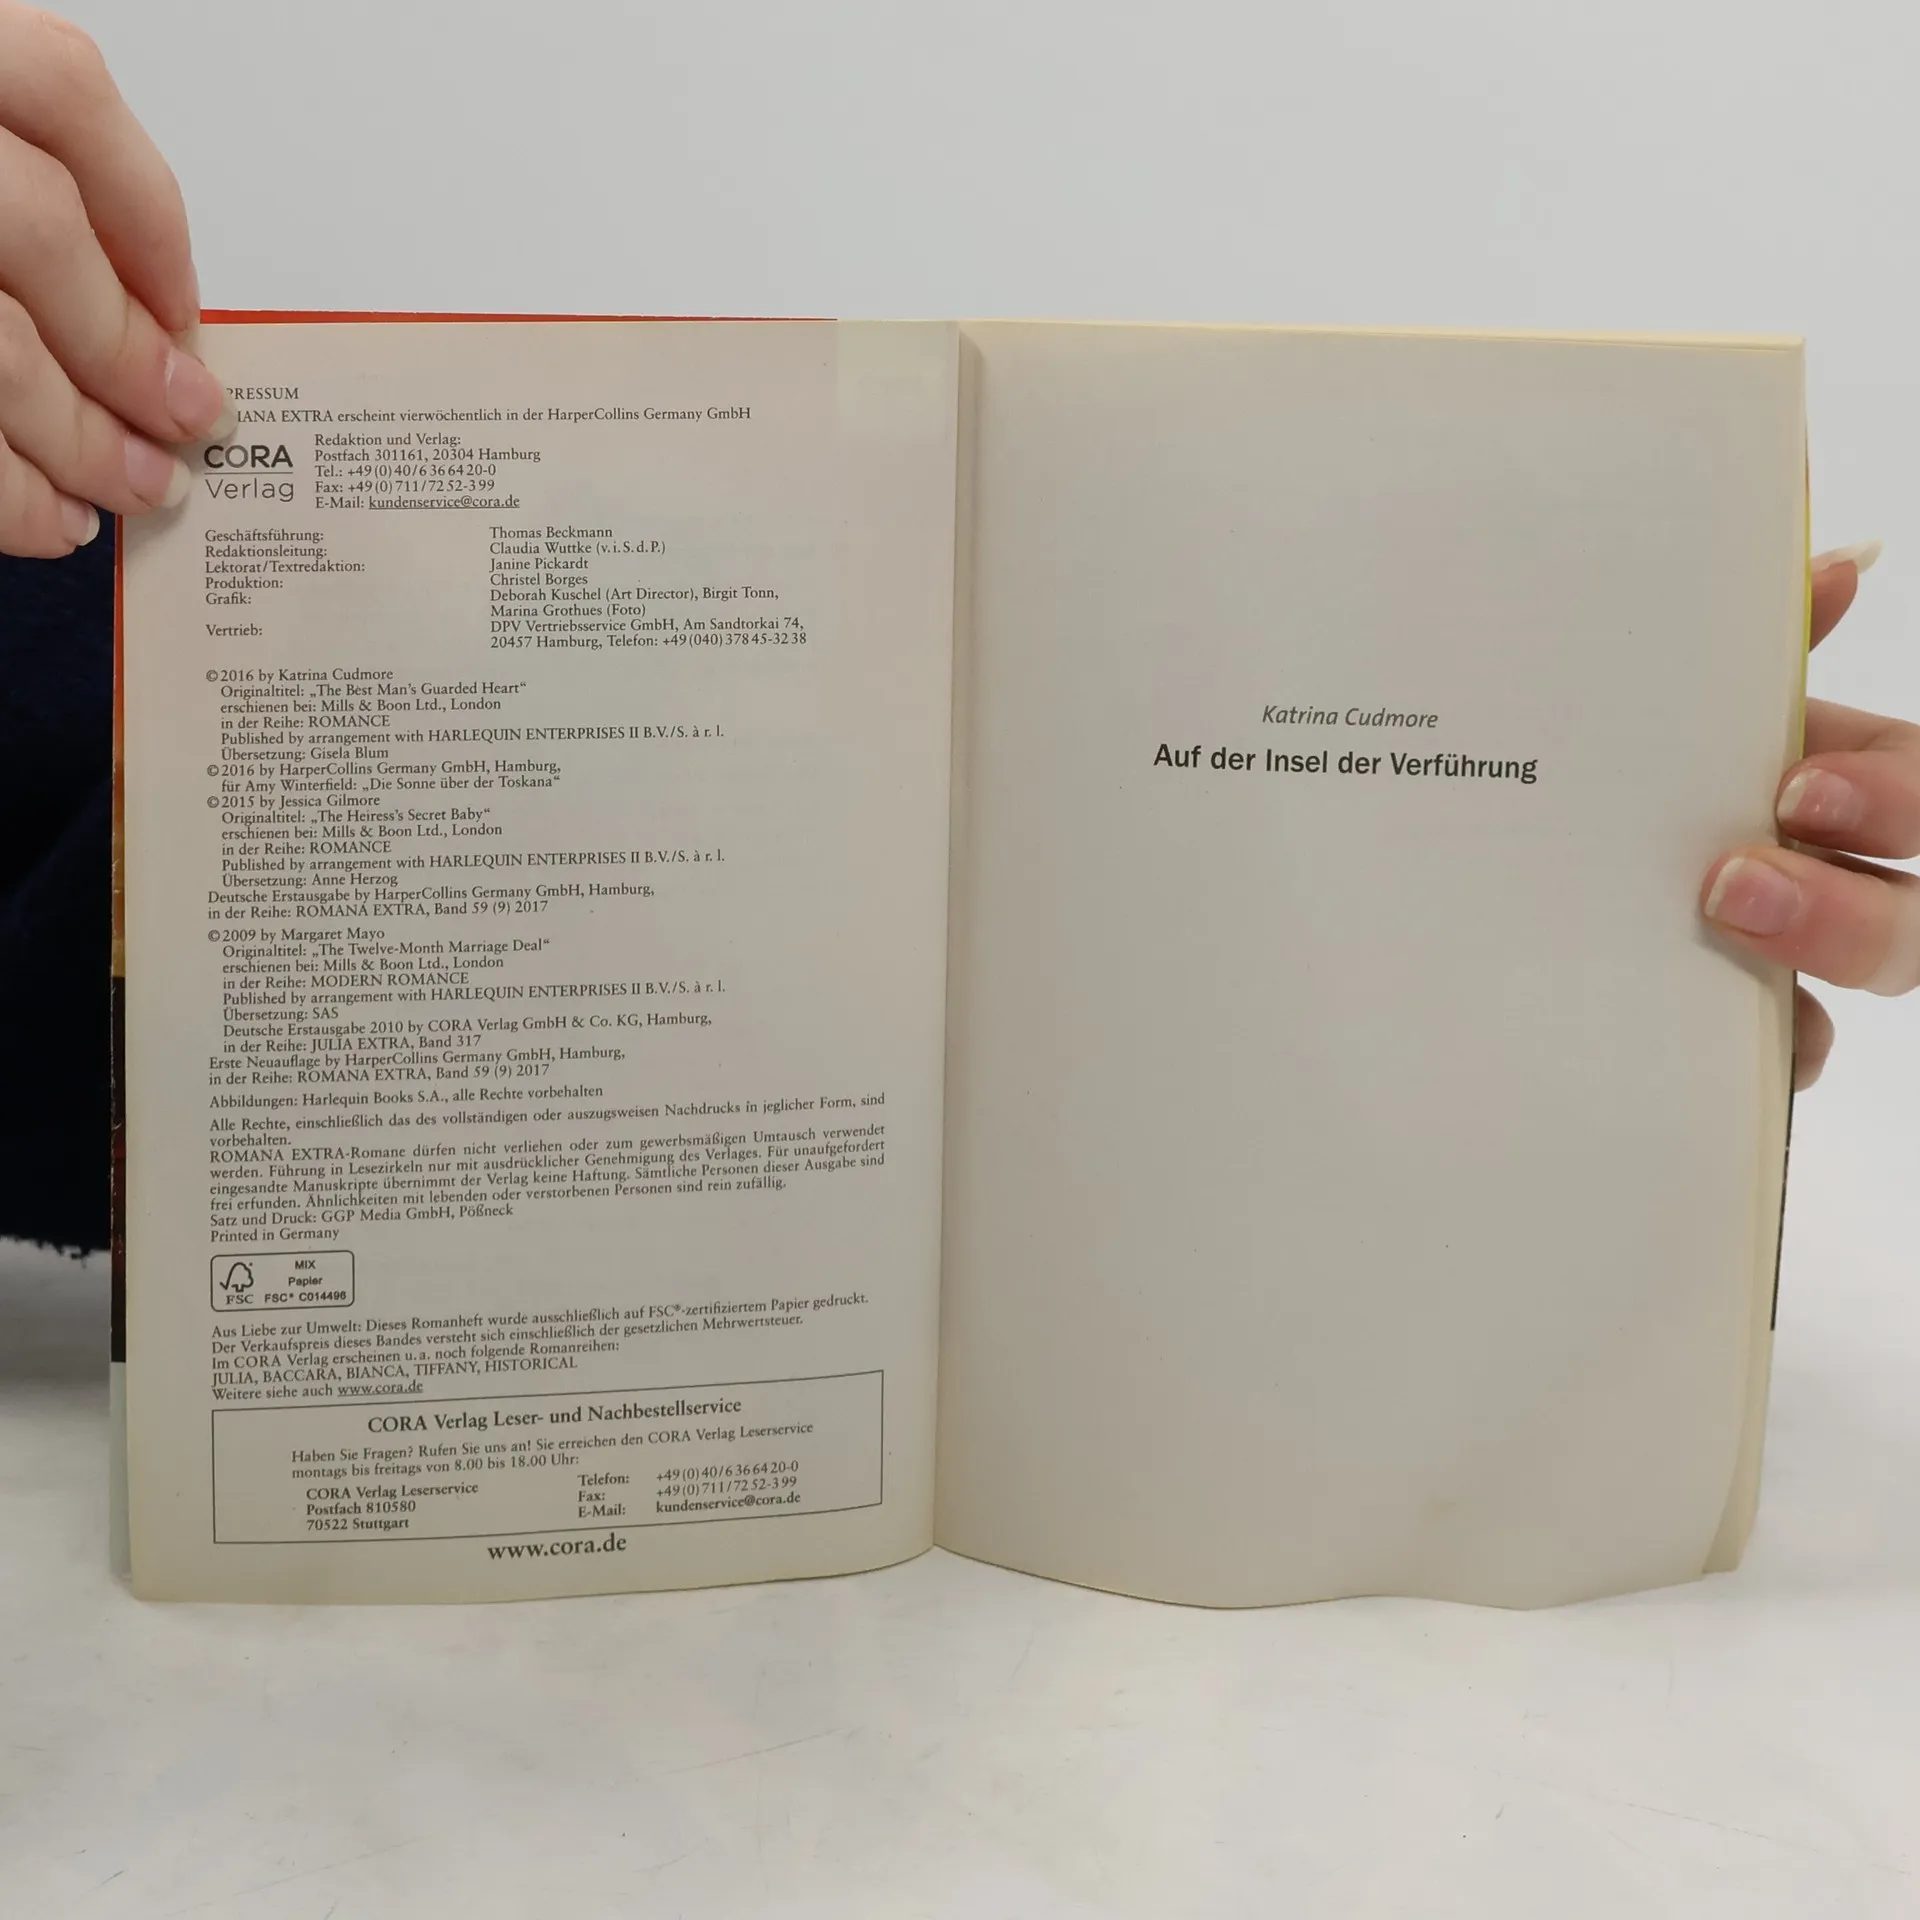 PRESSUM
IANA EXTRA erscheint vierwöchentlich in der HarperCollins Germany GmbH
CORA
Verlag
Redaktion und Verlag:
Postfach 301161, 20304 Hamburg
Tel.: +49(0)40/6366420-0
Fax: +49(0)711/7252-399
E-Mail: kundenservice@cora.de
Geschäftsführung: Thomas Beckmann
Redaktionsleitung: Claudia Wuttke (v.i.S.d.P.)
Lektorat/Textredaktion: Janine Pickardt
Produktion: Christel Borges
Grafik: Deborah Kuschel (Art Director), Birgit Tonn,
Marina Grothues (Foto)
Vertrieb: DPV Vertriebsservice GmbH, Am Sandtorkai 74,
20457 Hamburg, Telefon: +49(040)37845-3238
©2016 by Katrina Cudmore
Originaltitel: „The Best Man's Guarded Heart“
erschienen bei: Mills & Boon Ltd., London
in der Reihe: ROMANCE
Published by arrangement with HARLEQUIN ENTERPRISES II B.V./S. à r. l.
Übersetzung: Gisela Blum
©2016 by HarperCollins Germany GmbH, Hamburg,
für Amy Winterfield: „Die Sonne über der Toskana“
©2015 by Jessica Gilmore
Originaltitel: „The Heiress's Secret Baby“
erschienen bei: Mills & Boon Ltd., London
in der Reihe: ROMANCE
Published by arrangement with HARLEQUIN ENTERPRISES II B.V./S. à r. l.
Übersetzung: Anne Herzog
Deutsche Erstausgabe by HarperCollins Germany GmbH, Hamburg,
in der Reihe: ROMANA EXTRA, Band 59 (9) 2017
©2009 by Margaret Mayo
Originaltitel: „The Twelve-Month Marriage Deal“
erschienen bei: Mills & Boon Ltd., London
in der Reihe: MODERN ROMANCE
Published by arrangement with HARLEQUIN ENTERPRISES II B.V./S. à r. l.
Übersetzung: SAS
Deutsche Erstausgabe 2010 by CORA Verlag GmbH & Co. KG, Hamburg,
in der Reihe: JULIA EXTRA, Band 317
Erste Neuauflage by HarperCollins Germany GmbH, Hamburg,
in der Reihe: ROMANA EXTRA, Band 59 (9) 2017
Abbildungen: Harlequin Books S.A., alle Rechte vorbehalten
Alle Rechte, einschließlich das des vollständigen oder auszugsweisen Nachdrucks in jeglicher Form, sind
vorbehalten.
ROMANA EXTRA-Romane dürfen nicht verliehen oder zum gewerbsmäßigen Umtausch verwendet
werden. Führung in Lesezirkeln nur mit ausdrücklicher Genehmigung des Verlages. Für unaufgefordert
eingesandte Manuskripte übernimmt der Verlag keine Haftung. Sämtliche Personen dieser Ausgabe sind
frei erfunden. Ähnlichkeiten mit lebenden oder verstorbenen Personen sind rein zufällig.
Satz und Druck: GGP Media GmbH, Pößneck
Printed in Germany
MIX
Papier
FSC FSC® C014496
Aus Liebe zur Umwelt: Dieses Romanheft wurde ausschließlich auf FSC®-zertifiziertem Papier gedruckt.
Der Verkaufspreis dieses Bandes versteht sich einschließlich der gesetzlichen Mehrwertsteuer.
Im CORA Verlag erscheinen u.a. noch folgende Romanreihen:
JULIA, BACCARA, BIANCA, TIFFANY, HISTORICAL
Weitere siehe auch www.cora.de
CORA Verlag Leser- und Nachbestellservice
Haben Sie Fragen? Rufen Sie uns an! Sie erreichen den CORA Verlag Leserservice
montags bis freitags von 8.00 bis 18.00 Uhr:
CORA Verlag Leserservice
Postfach 810580
70522 Stuttgart
Telefon: +49(0)40/6366420-0
Fax: +49(0)711/7252-399
E-Mail: kundenservice@cora.de
www.cora.de
Katrina Cudmore
Auf der Insel der Verführung